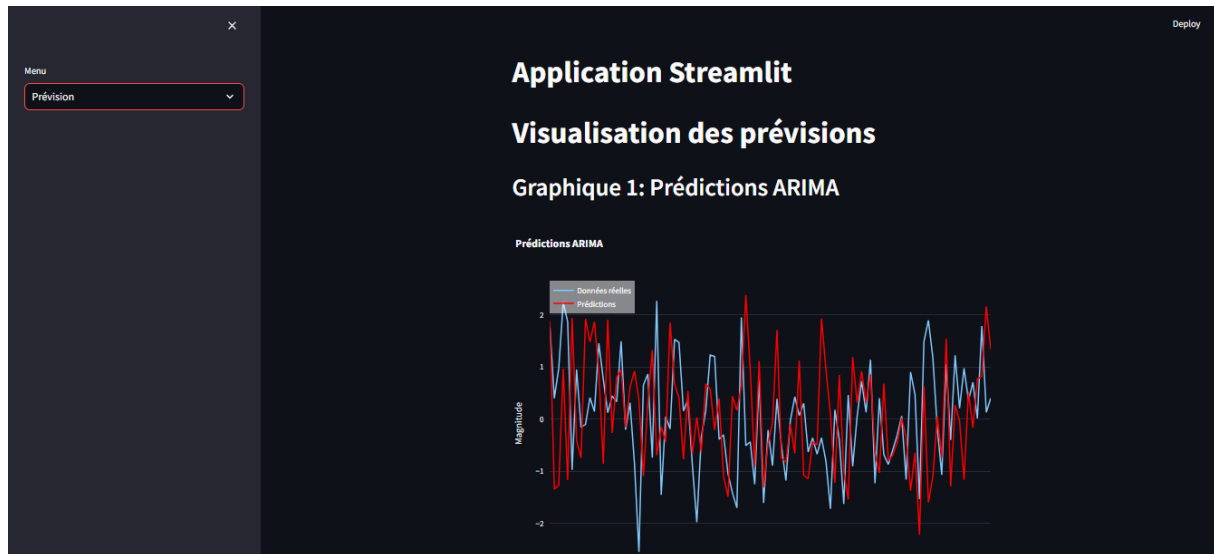 ×
Deploy
Menu
Prévision
Application Streamlit
Visualisation des prévisions
Graphique 1: Prédictions ARIMA
Prédictions ARIMA
Données réelles
Prédictions
Magnitude
2
1
0
−1
−2